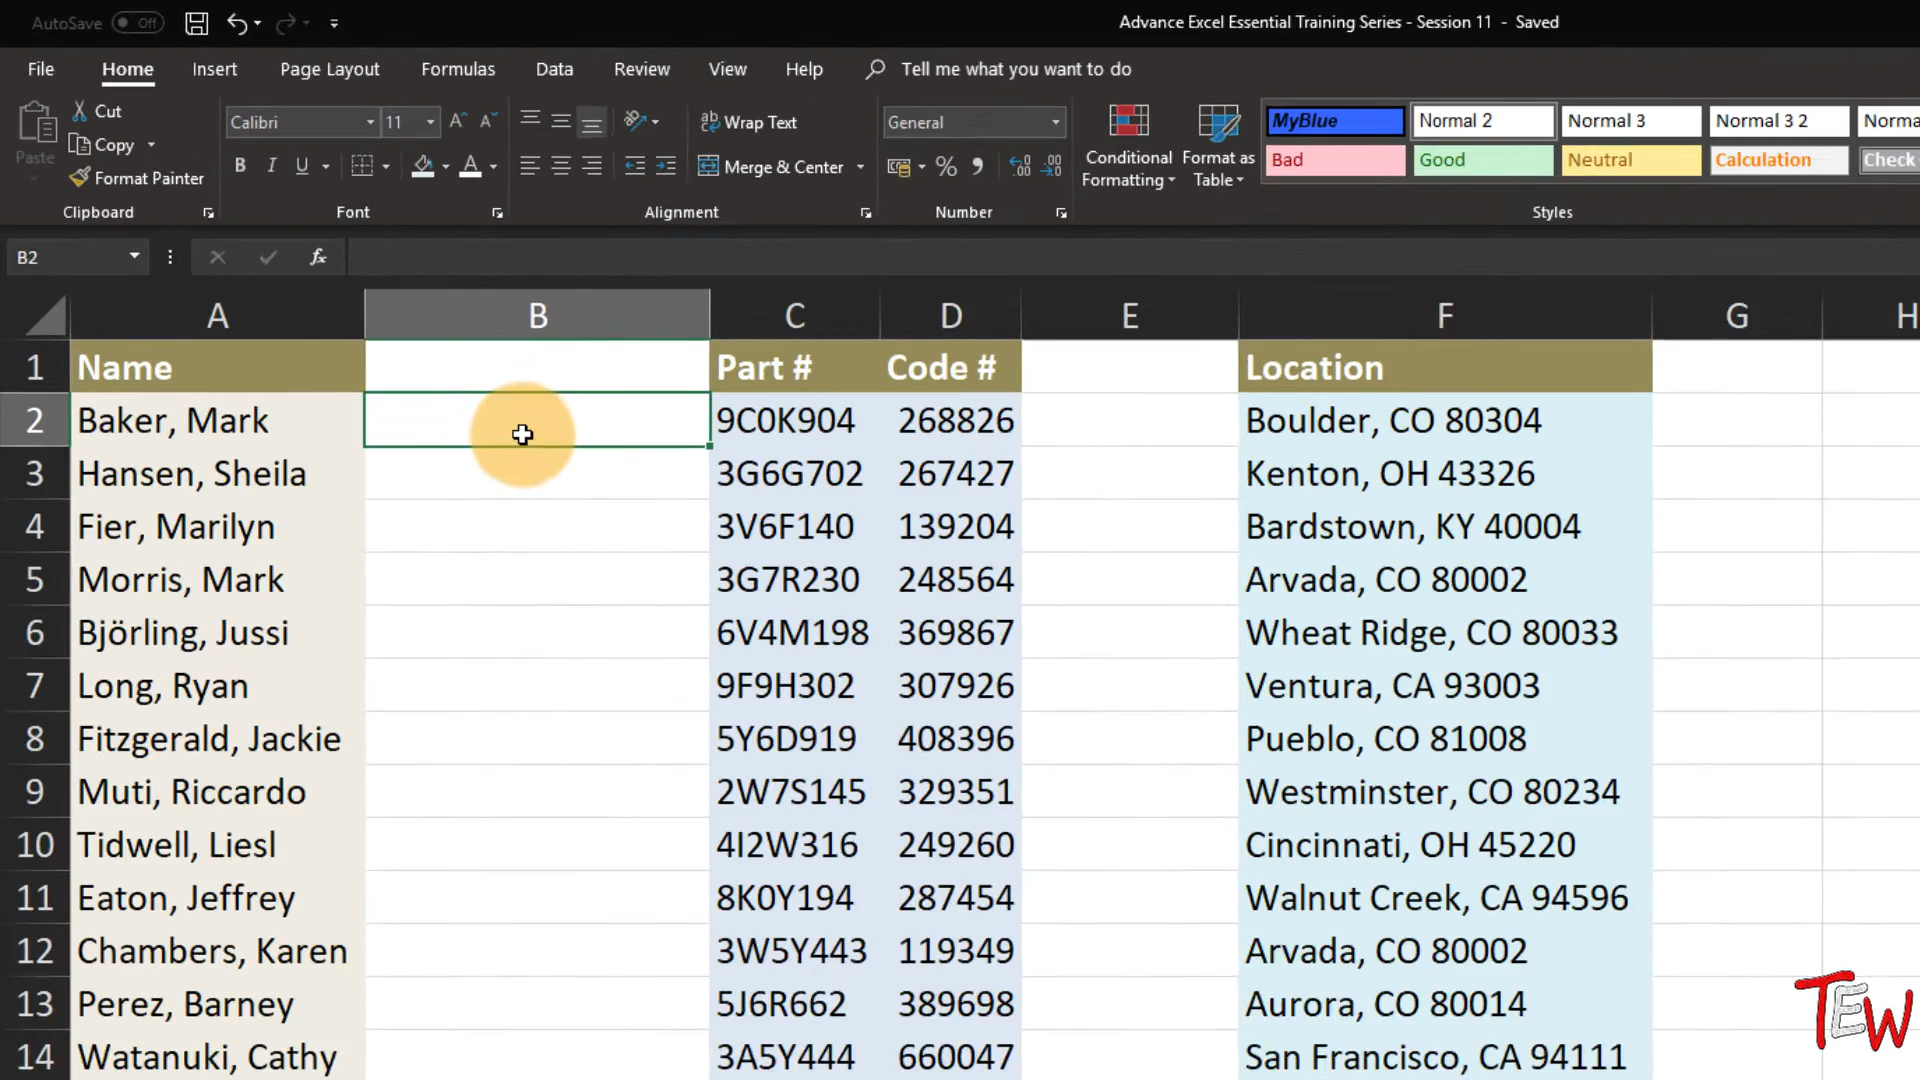 AutoSave Off
Advance Excel Essential Training Series - Session 11 - Saved
File Home Insert Page Layout Formulas Data Review View Help Tell me what you want to do
Cut
Copy
Paste
Format Painter
Clipboard
Calibri 11
B I U A
Font
Wrap Text
Merge & Center
Alignment
General
%
Number
Conditional Formatting
Format as Table
MyBlue Normal 2 Normal 3 Normal 3 2 Norma
Bad Good Neutral Calculation Check
Styles
B2 fx
A B C D E F G H
1 Name Part # Code # Location
2 Baker, Mark 9C0K904 268826 Boulder, CO 80304
3 Hansen, Sheila 3G6G702 267427 Kenton, OH 43326
4 Fier, Marilyn 3V6F140 139204 Bardstown, KY 40004
5 Morris, Mark 3G7R230 248564 Arvada, CO 80002
6 Björling, Jussi 6V4M198 369867 Wheat Ridge, CO 80033
7 Long, Ryan 9F9H302 307926 Ventura, CA 93003
8 Fitzgerald, Jackie 5Y6D919 408396 Pueblo, CO 81008
9 Muti, Riccardo 2W7S145 329351 Westminster, CO 80234
10 Tidwell, Liesl 4I2W316 249260 Cincinnati, OH 45220
11 Eaton, Jeffrey 8K0Y194 287454 Walnut Creek, CA 94596
12 Chambers, Karen 3W5Y443 119349 Arvada, CO 80002
13 Perez, Barney 5J6R662 389698 Aurora, CO 80014
14 Watanuki, Cathy 3A5Y444 660047 San Francisco, CA 94111
TEW